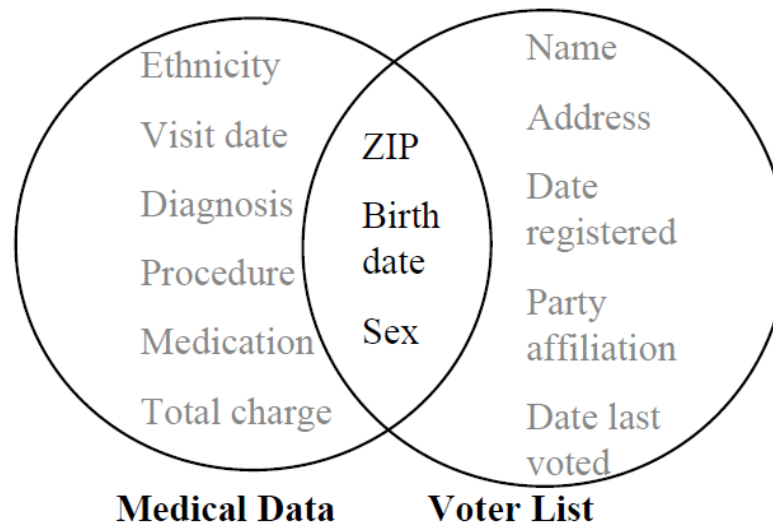 Ethnicity
Visit date
Diagnosis
Procedure
Medication
Total charge
ZIP
Birth
date
Sex
Name
Address
Date
registered
Party
affiliation
Date last
voted
Medical Data
Voter List